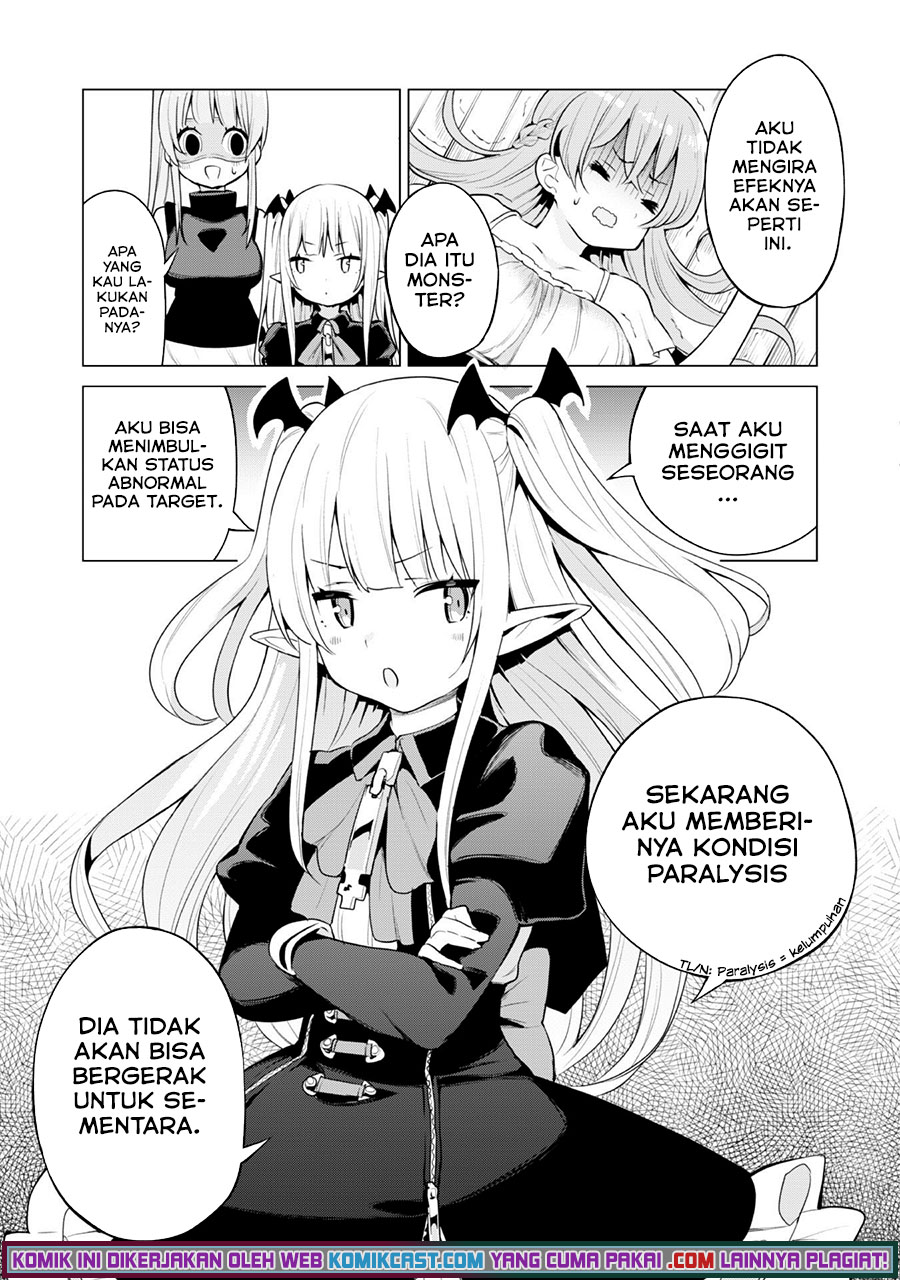 AKU
TIDAK
MENGIRA
EFEKNYA
AKAN SE-
PERTI
INI.
APA
DIA ITU
MONS-
TER?
APA
YANG
KAU LA-
KUKAN
PADA-
NYA?
SAAT AKU
MENGGIGIT
SESEORANG
...
AKU BISA
MENIMBUL-
KAN STATUS
ABNORMAL
PADA TARGET.
SEKARANG
AKU MEMBERI-
NYA KONDISI
PARALYSIS
TL/N: Paralysis = kelumpuhan
DIA TIDAK
AKAN BISA
BERGERAK
UNTUK SE-
MENTARA.
KOMIK INI DIKERJAKAN OLEH WEB KOMIKCAST.COM YANG CUMA PAKAI .COM LAINNYA PLAGIAT!